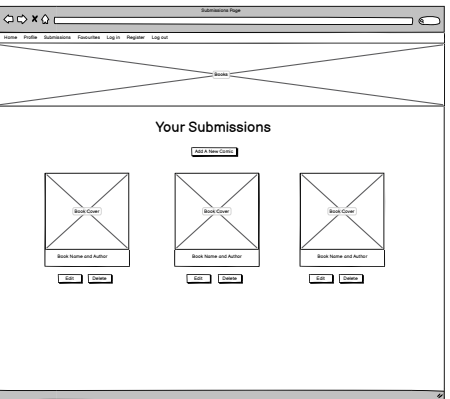 Submissions Page
Home Profile Submissions Favourites Log in Register Log out
Books
Your Submissions
Add A New Comic
Book Cover Book Cover Book Cover
Book Name and Author Book Name and Author Book Name and Author
Edit Delete Edit Delete Edit Delete